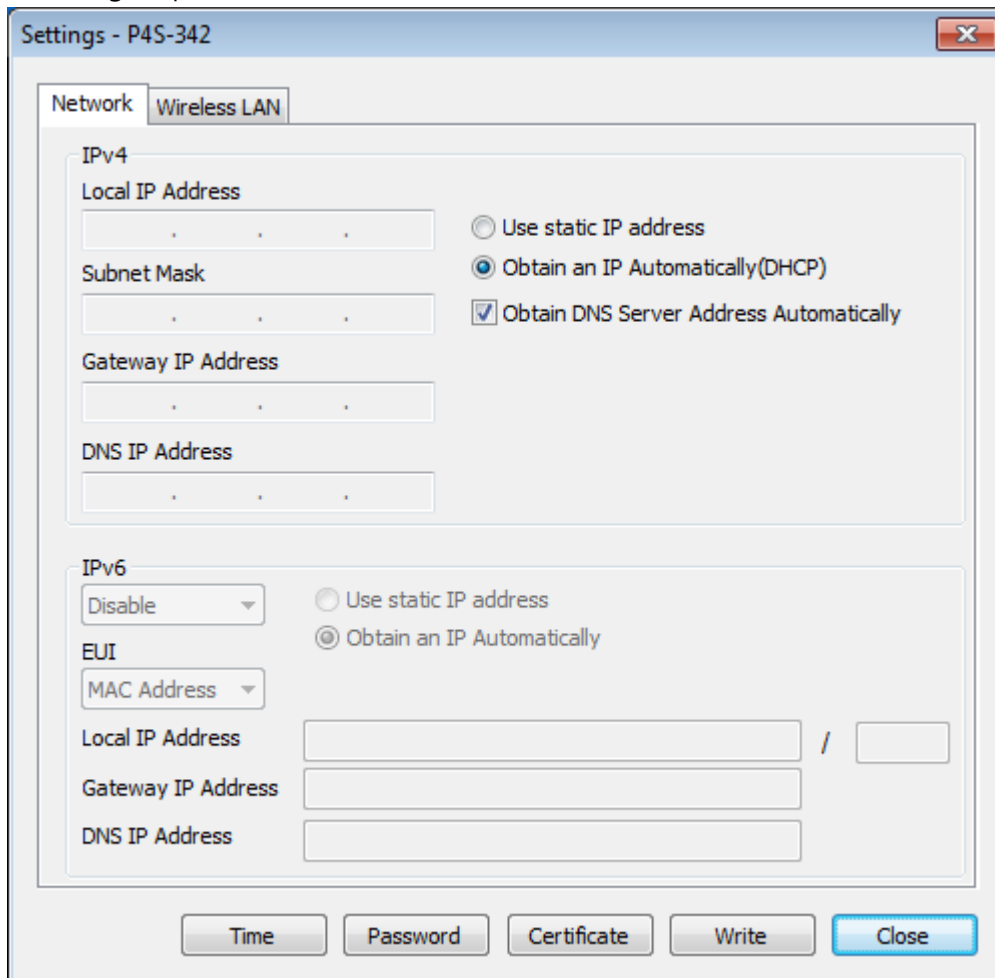 Settings - P4S-342
Network
Wireless LAN
IPv4
Local IP Address
. . .
Use static IP address
Obtain an IP Automatically(DHCP)
Subnet Mask
. . .
Obtain DNS Server Address Automatically
Gateway IP Address
. . .
DNS IP Address
. . .
IPv6
Disable
Use static IP address
Obtain an IP Automatically
EUI
MAC Address
Local IP Address
/
Gateway IP Address
DNS IP Address
Time
Password
Certificate
Write
Close